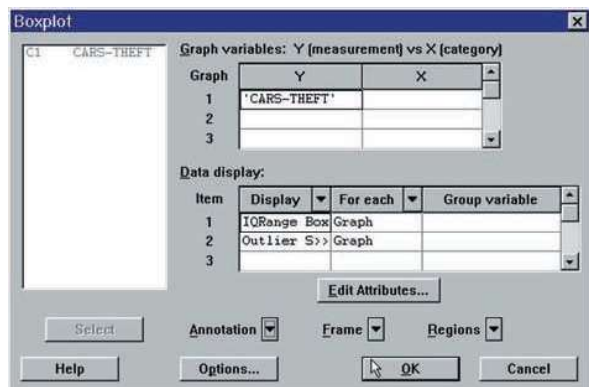 Boxplot
C1 CARS-THEFT
Graph variables: Y (measurement) vs X (category)
Graph Y X
1 'CARS-THEFT'
2
3
Data display:
Item Display For each Group variable
1 IQRange Box Graph
2 Outlier S>> Graph
3
Edit Attributes...
Select
Annotation Frame Regions
Help Options... OK Cancel